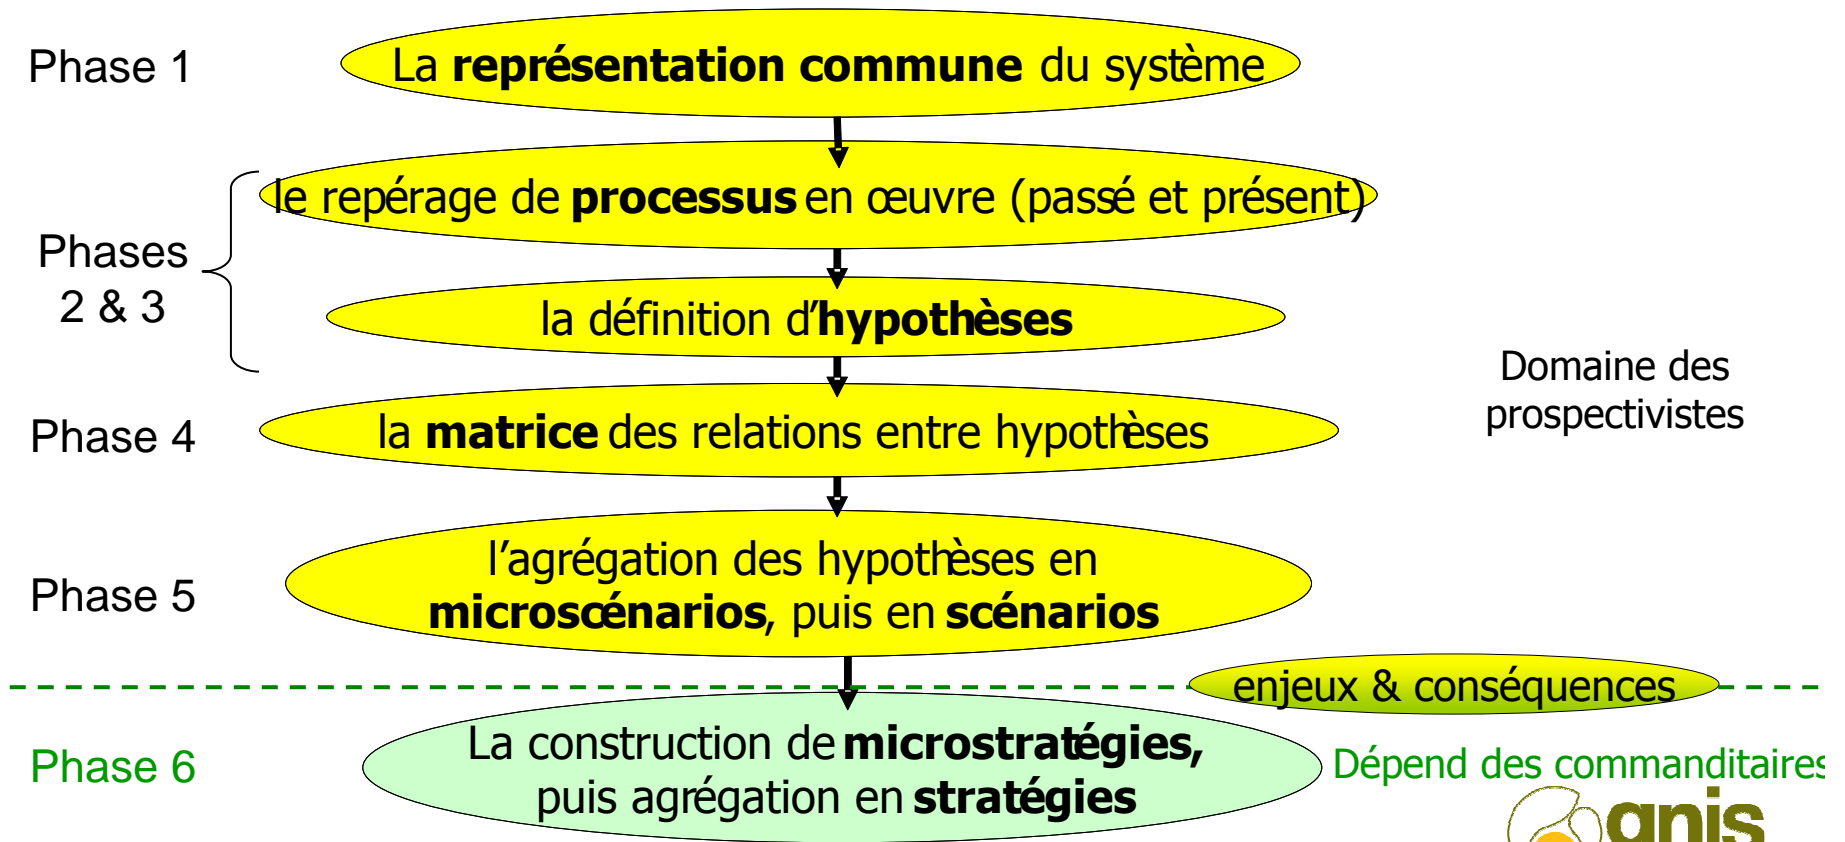 Phase 1
La représentation commune du système
le repérage de processus en œuvre (passé et présent)
Phases
2 & 3
la définition d'hypothèses
Domaine des
prospectivistes
Phase 4
la matrice des relations entre hypothèses
Phase 5
l'agrégation des hypothèses en
microscénarios, puis en scénarios
enjeux & conséquences
Phase 6
La construction de microstratégies,
puis agrégation en stratégies
Dépend des commanditaires
anis